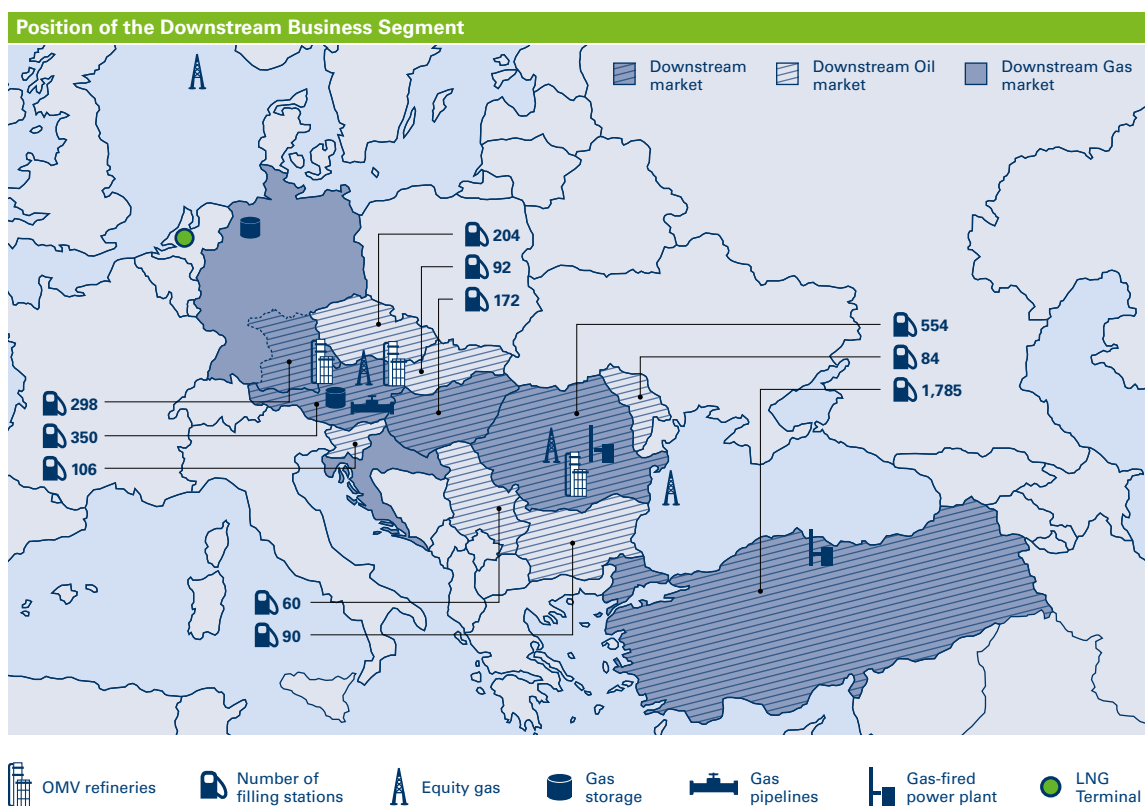 Position of the Downstream Business Segment
Downstream
market
Downstream Oil
market
Downstream Gas
market
204
92
172
554
84
1,785
298
350
106
60
90
OMV refineries
Number of
filling stations
Equity gas
Gas
storage
Gas
pipelines
Gas-fired
power plant
LNG
Terminal